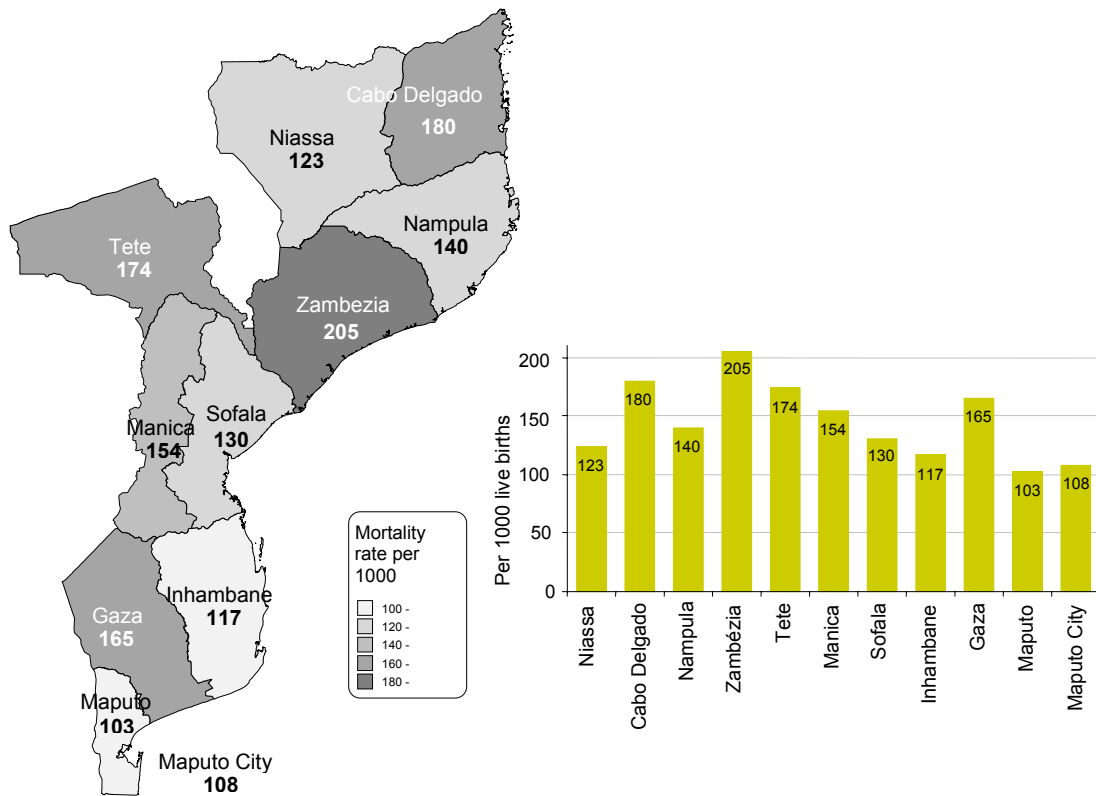 Cabo Delgado
180
Niassa
123
Nampula
140
Tete
174
Zambezia
205
Sofala
130
Manica
154
Inhambane
117
Gaza
165
Maputo
103
Maputo City
108
Mortality
rate per
1000
100 -
120 -
140 -
160 -
180 -
Per 1000 live births
200
150
100
50
0
123
180
140
205
174
154
130
117
165
103
108
Niassa
Cabo Delgado
Nampula
Zambézia
Tete
Manica
Sofala
Inhambane
Gaza
Maputo
Maputo City